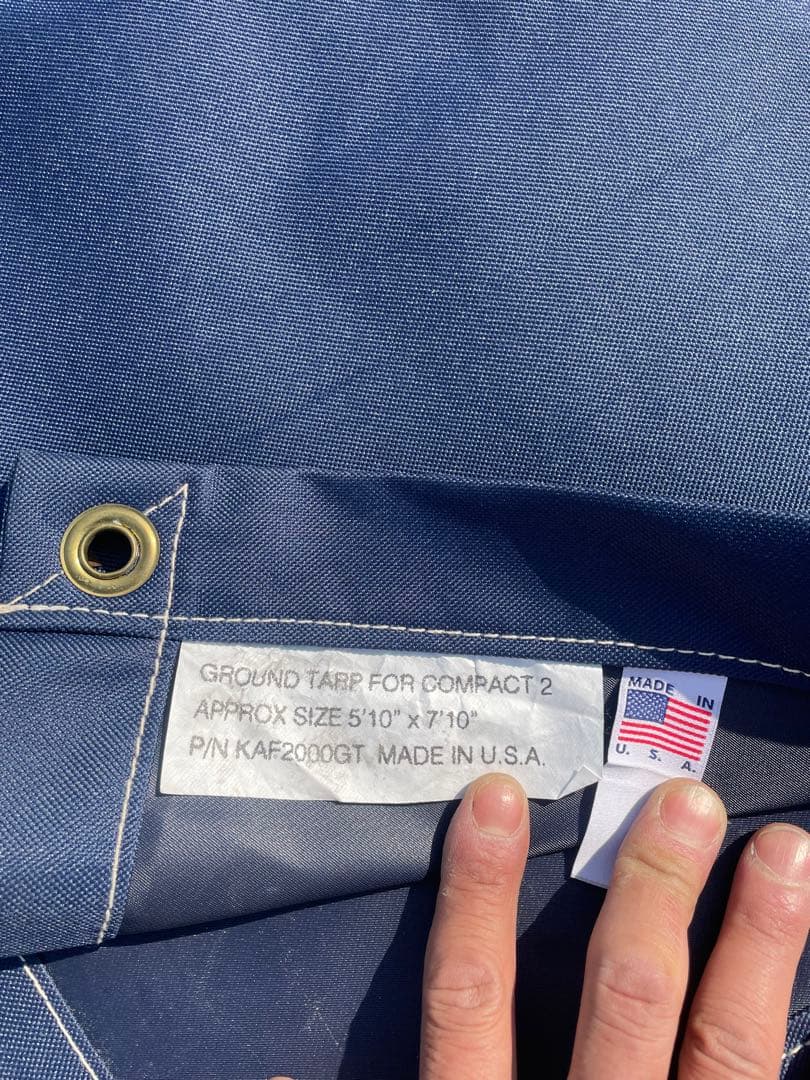 GROUND TARP FOR COMPACT 2
APPROX SIZE 5'10" x 7'10"
P/N KAF2000GT MADE IN U.S.A.
MADE IN
U. S. A.